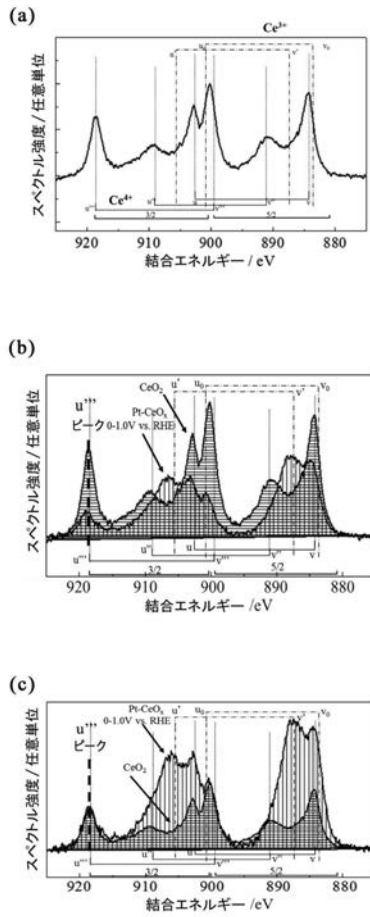 (a)
Ce³⁺
u'
u₀
v'
v₀
スペクトル強度 / 任意単位
Ce⁴⁺
u''
u
v''
v
u'''
v'''
3/2
5/2
920
910
900
890
880
結合エネルギー / eV
(b)
CeO₂
Pt-CeOₓ
0-1.0V vs. RHE
u'
u₀
v'
v₀
u'''
ピーク
スペクトル強度 / 任意単位
u''
u
v''
v
u'''
v'''
3/2
5/2
920
910
900
890
880
結合エネルギー /eV
(c)
Pt-CeOₓ
0-1.0V vs. RHE
u'
u₀
v'
v₀
u'''
ピーク
CeO₂
スペクトル強度 / 任意単位
u''
u
v''
v
u'''
v'''
3/2
5/2
920
910
900
890
880
結合エネルギー /eV